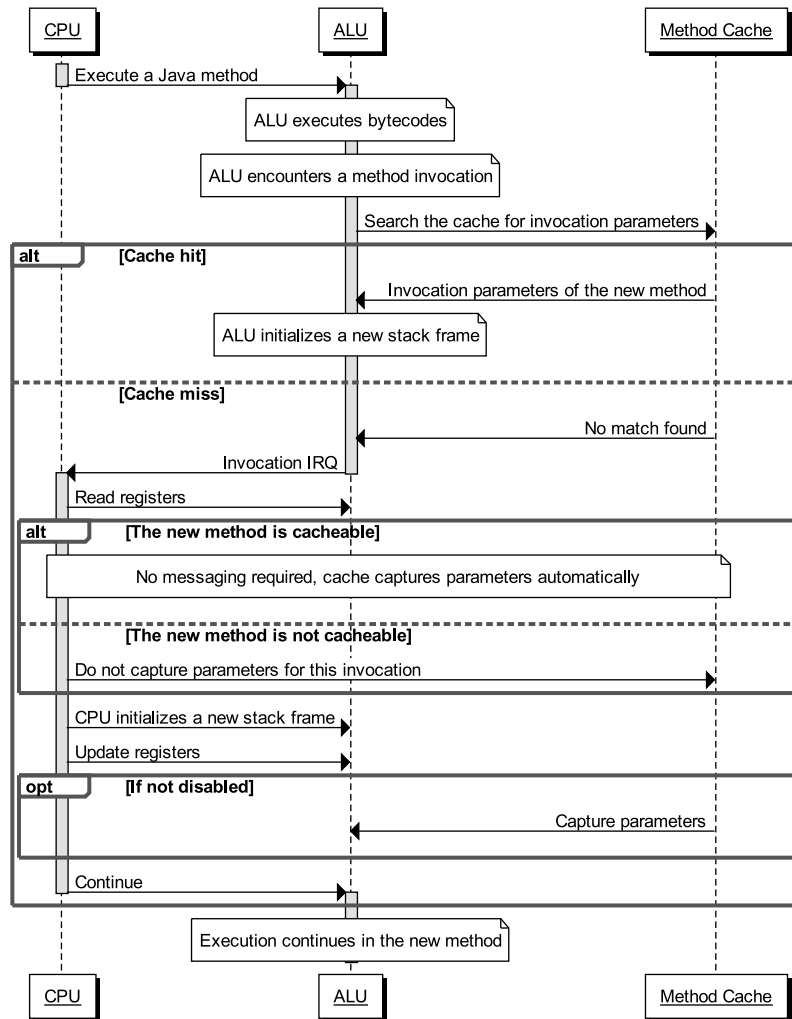 CPU
ALU
Method Cache
Execute a Java method
ALU executes bytecodes
ALU encounters a method invocation
Search the cache for invocation parameters
alt
[Cache hit]
Invocation parameters of the new method
ALU initializes a new stack frame
[Cache miss]
No match found
Invocation IRQ
Read registers
alt
[The new method is cacheable]
No messaging required, cache captures parameters automatically
[The new method is not cacheable]
Do not capture parameters for this invocation
CPU initializes a new stack frame
Update registers
opt
[If not disabled]
Capture parameters
Continue
Execution continues in the new method
CPU
ALU
Method Cache